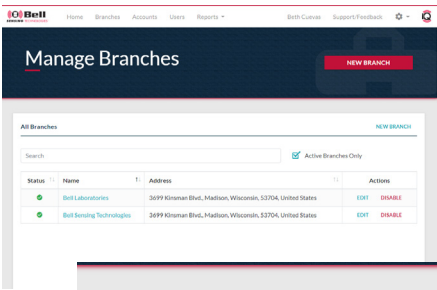 Bell
SENSING TECHNOLOGIES
Home Branches Accounts Users Reports Beth Cuevas Support/Feedback iQ
Manage Branches
NEW BRANCH
All Branches NEW BRANCH
Search Active Branches Only
Status Name Address Actions
Bell Laboratories 3699 Kinsman Blvd., Madison, Wisconsin, 53704, United States EDIT DISABLE
Bell Sensing Technologies 3699 Kinsman Blvd., Madison, Wisconsin, 53704, United States EDIT DISABLE